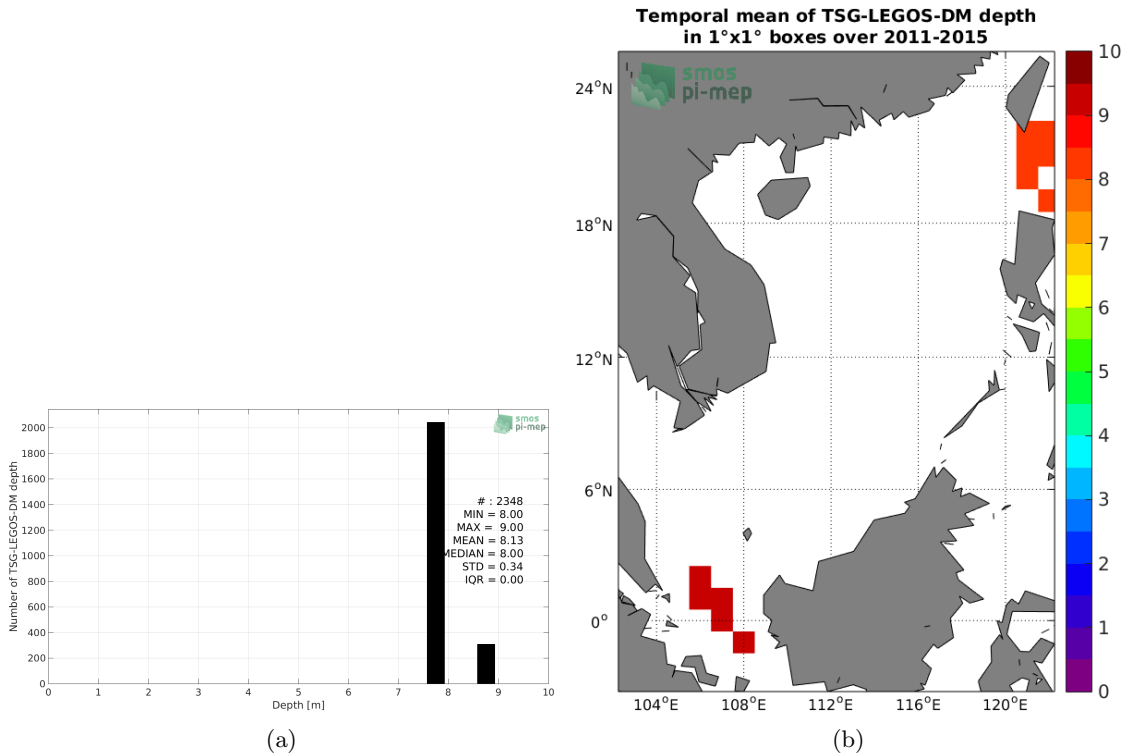 Number of TSG-LEGOS-DM depth
2000
1800
1600
1400
1200
1000
800
600
400
200
0
smos
pi-mep
# : 2348
MIN = 8.00
MAX = 9.00
MEAN = 8.13
MEDIAN = 8.00
STD = 0.34
IQR = 0.00
0 1 2 3 4 5 6 7 8 9 10
Depth [m]
(a)
Temporal mean of TSG-LEGOS-DM depth
in 1°x1° boxes over 2011-2015
smos
pi-mep
24°N
18°N
12°N
6°N
0°
104°E 108°E 112°E 116°E 120°E
10
9
8
7
6
5
4
3
2
1
0
(b)